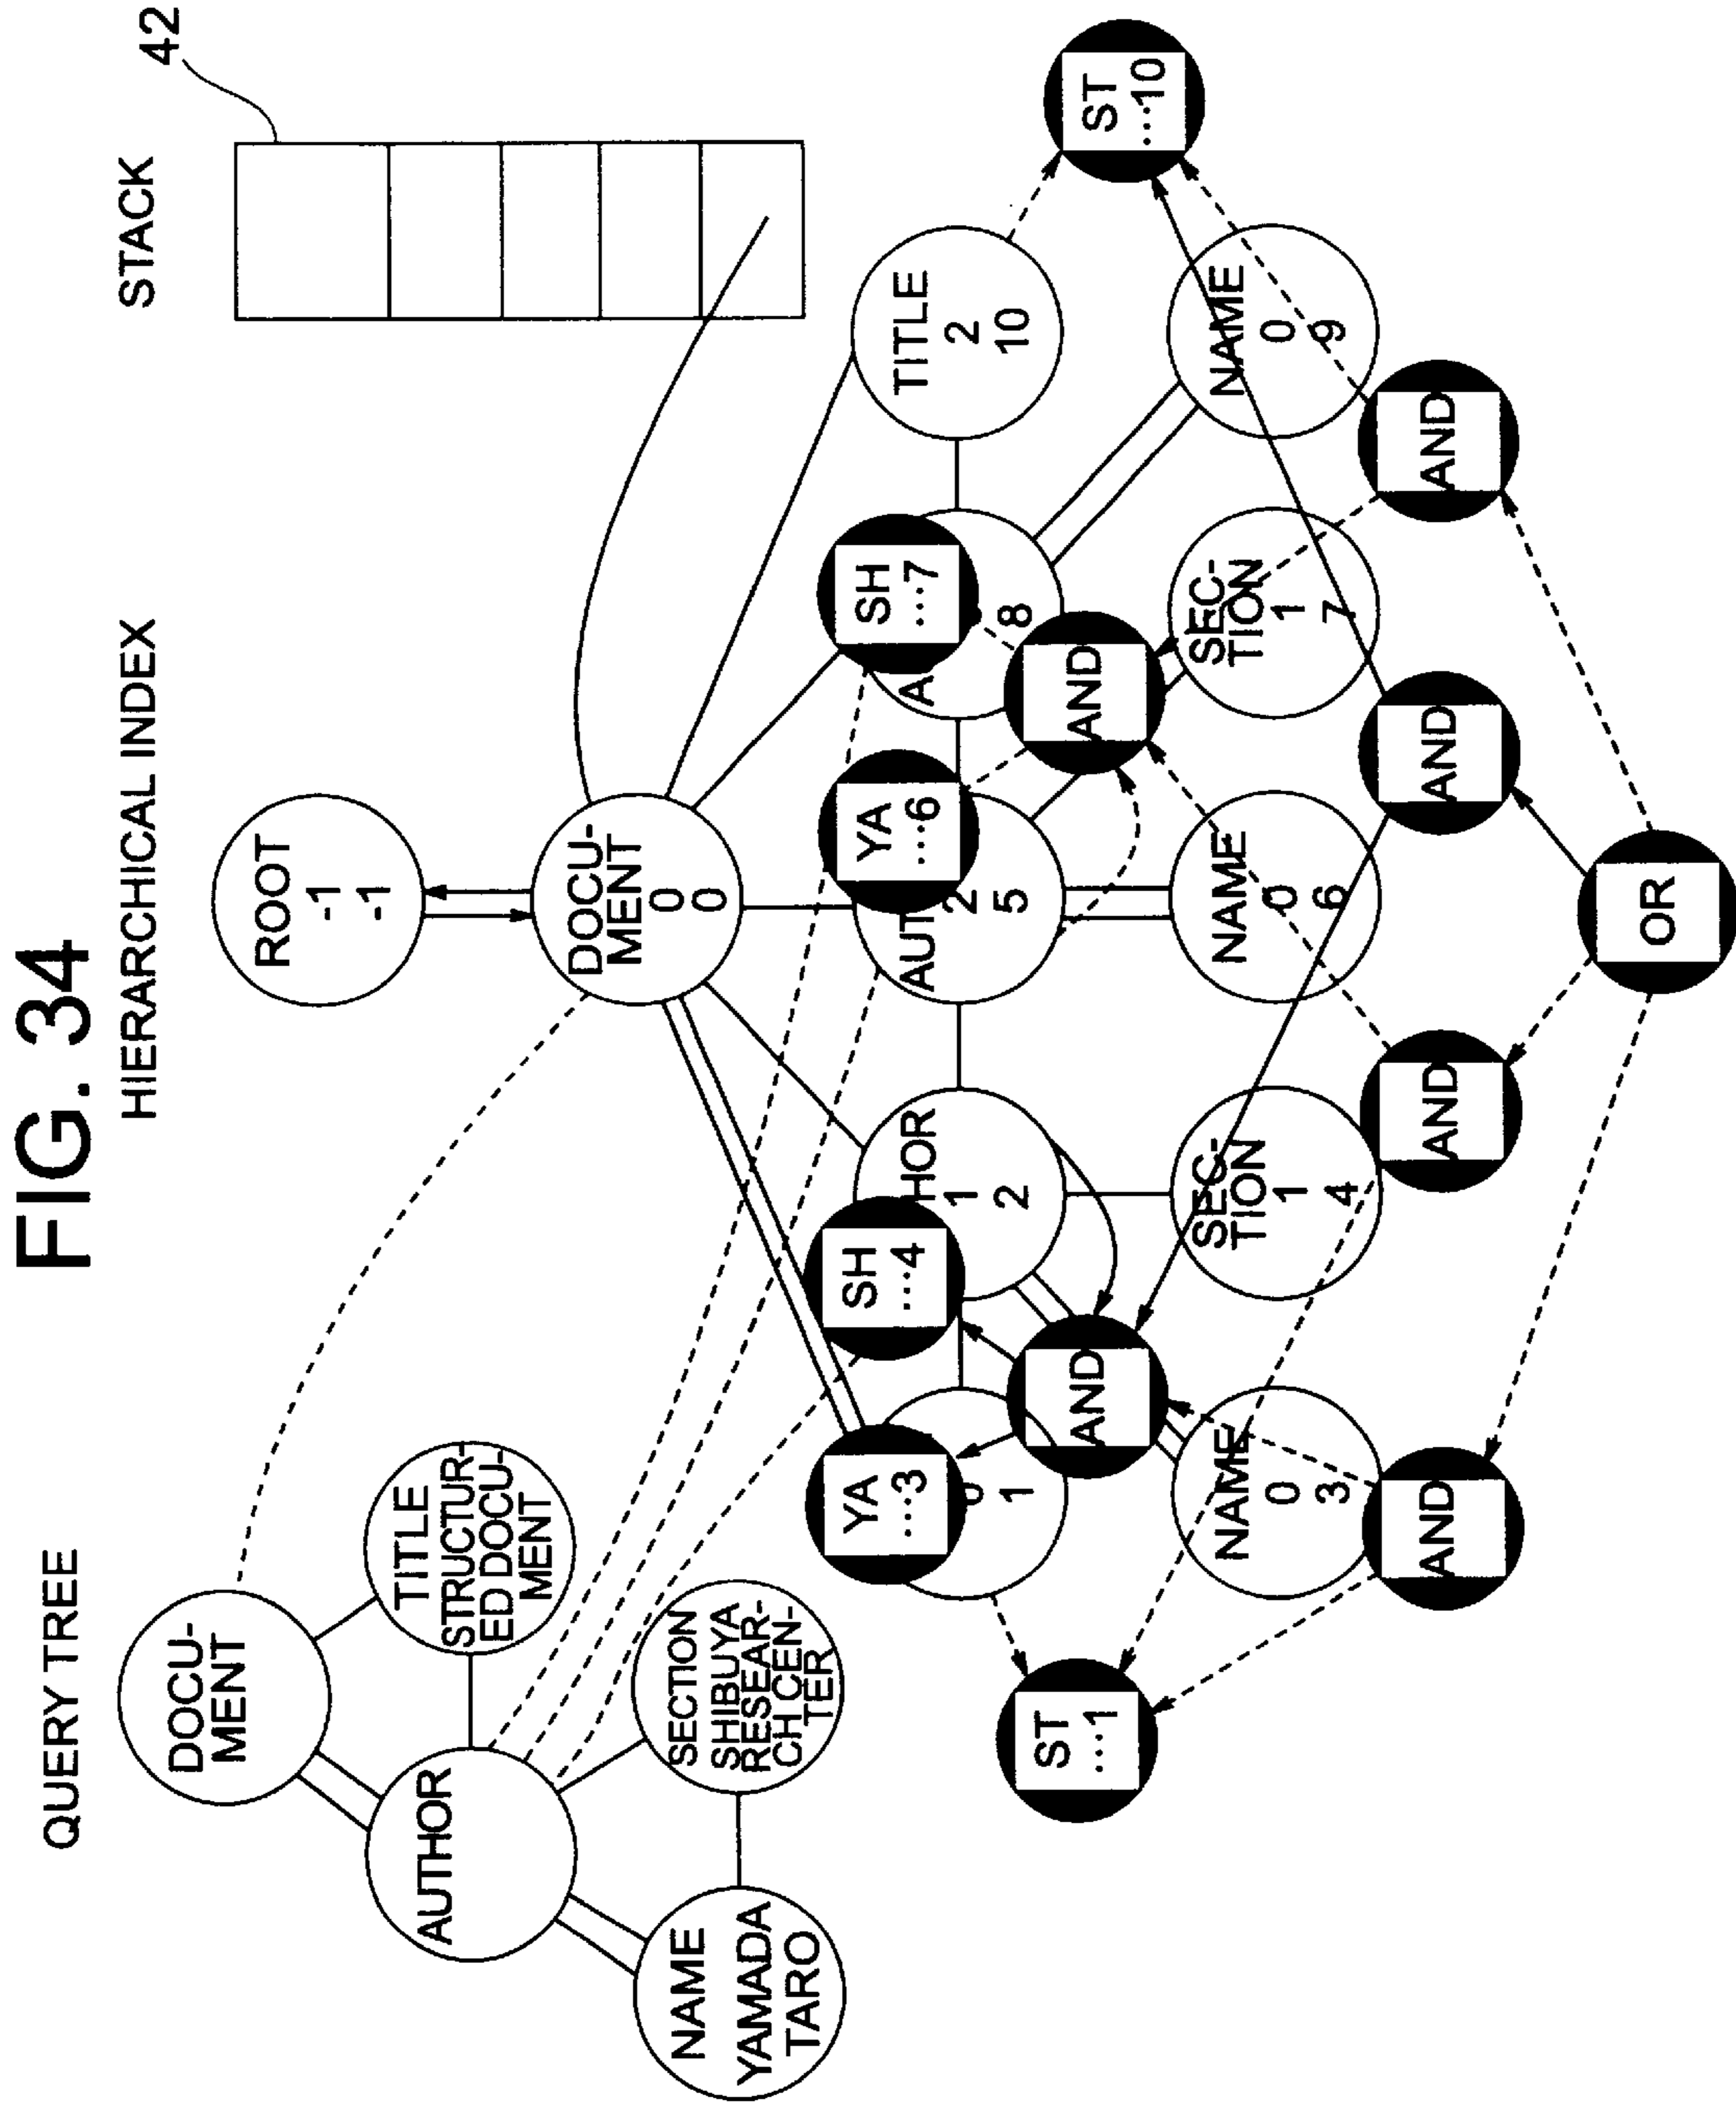 FIG. 34
QUERY TREE
HIERARCHICAL INDEX
STACK
42
DOCU-
MENT
AUTHOR
TITLE
STRUCTUR-
ED DOCU-
MENT
NAME
YAMADA
TARO
SECTION
SHIBUYA
RESEAR-
CH CEN-
TER
ROOT
-1
-1
DOCU-
MENT
0
0
YA
...3
1
SH
...4
HOR
1
2
YA
...6
AUT
2
5
SH
...7
A
8
TITLE
2
10
ST
...10
ST
...1
AND
AND
NAME
0
3
SEC-
TION
1
4
NAME
0
6
SEC-
TION
1
7
NAME
0
9
AND
AND
AND
AND
OR